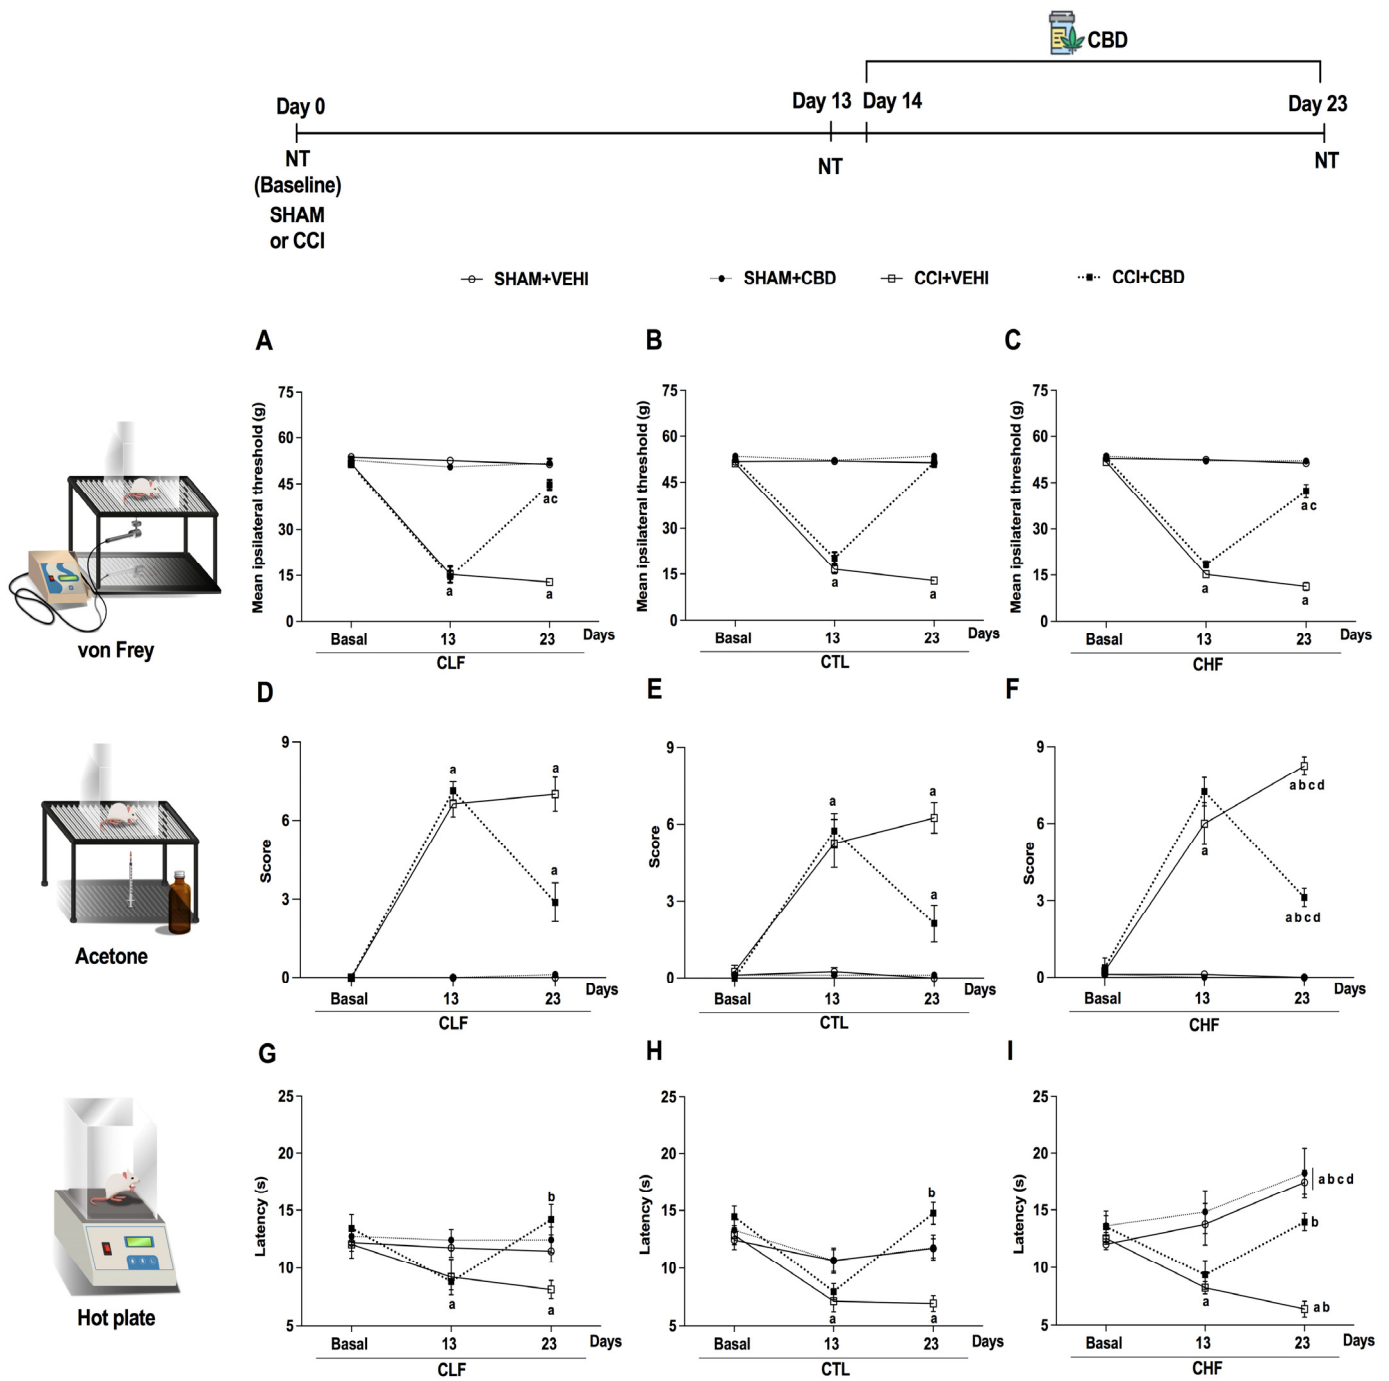 CBD
Day 0
Day 13
Day 14
Day 23
NT
(Baseline)
SHAM
or CCI
NT
NT
SHAM+VEHI
SHAM+CBD
CCI+VEHI
CCI+CBD
A
B
C
von Frey
Mean ipsilateral threshold (g)
75
60
45
30
15
0
a
a c
a
Basal
13
23
Days
CLF
Mean ipsilateral threshold (g)
75
60
45
30
15
0
a
a
Basal
13
23
Days
CTL
Mean ipsilateral threshold (g)
75
60
45
30
15
0
a
a c
a
Basal
13
23
Days
CHF
D
E
F
Acetone
Score
9
6
3
0
a
a
a
Basal
13
23
Days
CLF
Score
9
6
3
0
a
a
a
Basal
13
23
Days
CTL
Score
9
6
3
0
a
a b c d
a b c d
Basal
13
23
Days
CHF
G
H
I
Hot plate
Latency (s)
25
20
15
10
5
b
a
a
Basal
13
23
Days
CLF
Latency (s)
25
20
15
10
5
b
a
a
Basal
13
23
Days
CTL
Latency (s)
25
20
15
10
5
a b c d
b
a
a b
Basal
13
23
Days
CHF